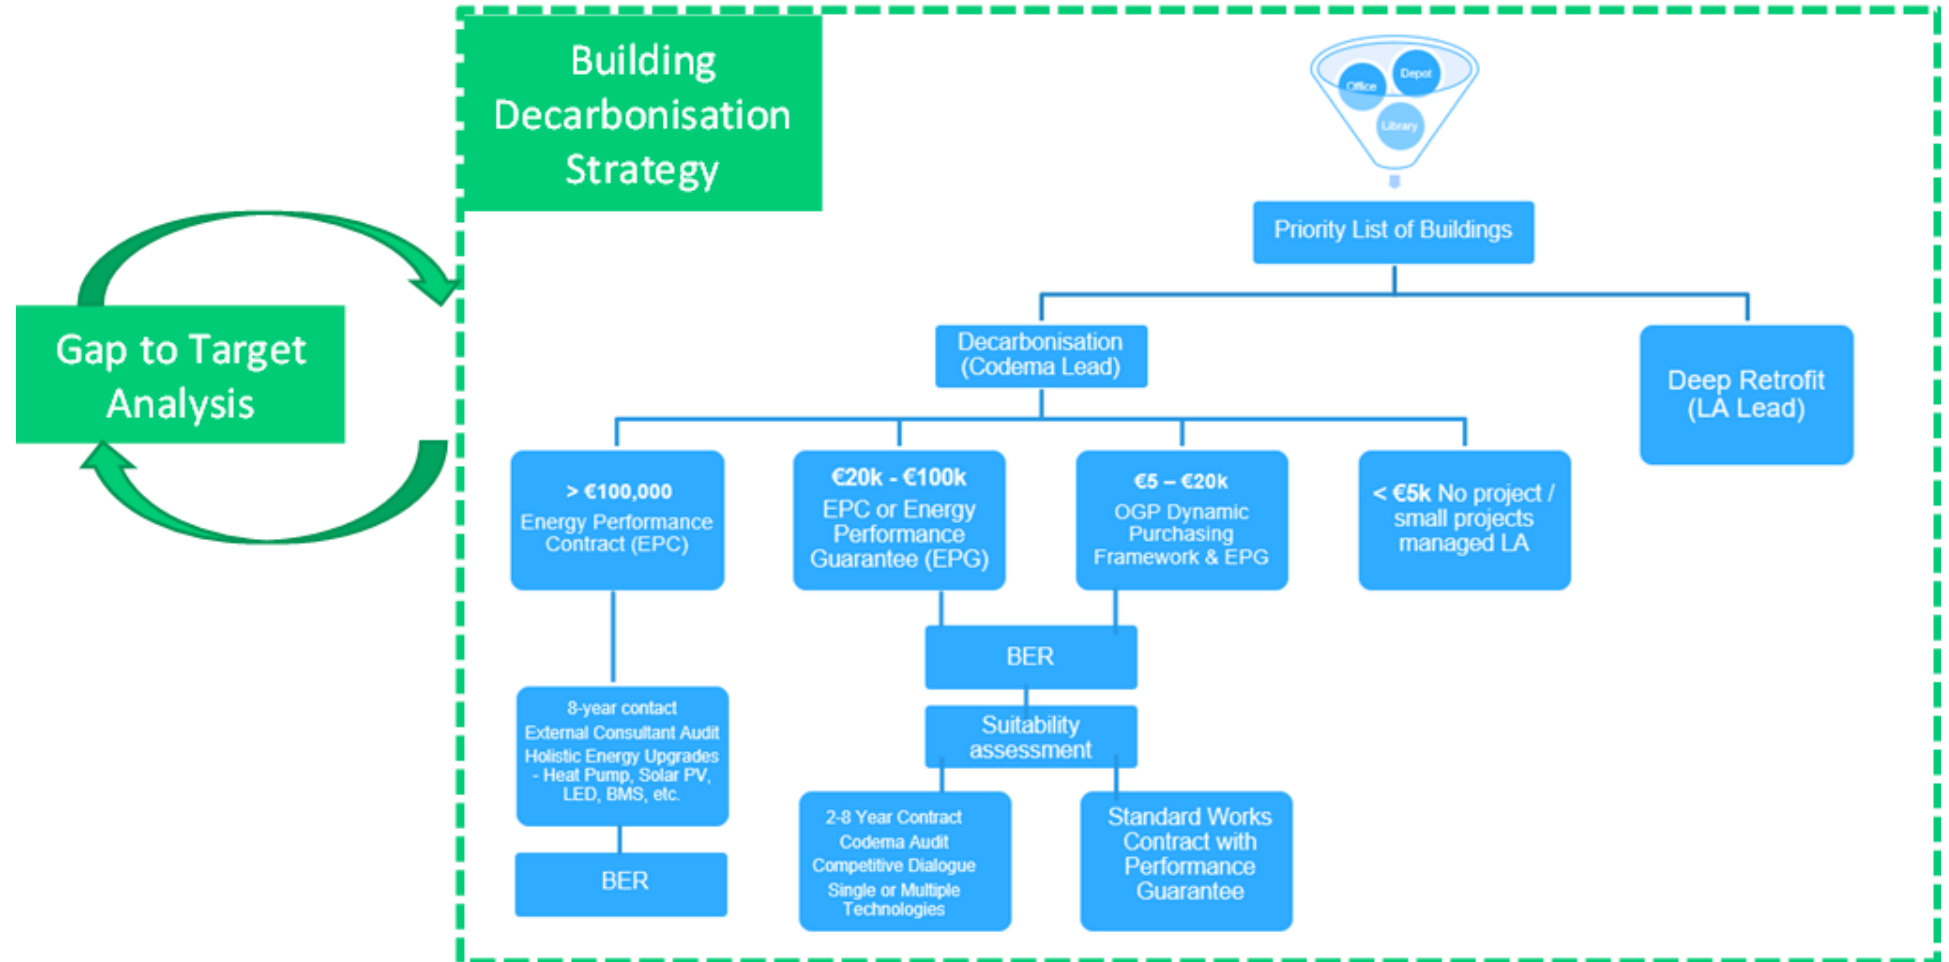 Building
Decarbonisation
Strategy
Office
Depot
Library
Priority List of Buildings
Gap to Target
Analysis
Decarbonisation
(Codema Lead)
Deep Retrofit
(LA Lead)
> €100,000
Energy Performance
Contract (EPC)
€20k - €100k
EPC or Energy
Performance
Guarantee (EPG)
€5 – €20k
OGP Dynamic
Purchasing
Framework & EPG
< €5k No project /
small projects
managed LA
BER
Suitability
assessment
8-year contact
External Consultant Audit
Holistic Energy Upgrades
- Heat Pump, Solar PV,
LED, BMS, etc.
BER
2-8 Year Contract
Codema Audit
Competitive Dialogue
Single or Multiple
Technologies
Standard Works
Contract with
Performance
Guarantee